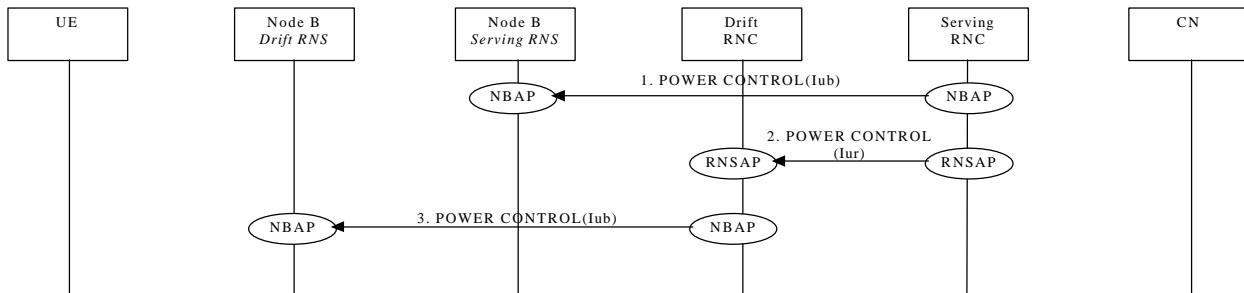 UE
Node B
Drift RNS
Node B
Serving RNS
Drift
RNC
Serving
RNC
CN
1. POWER CONTROL(Iub)
NBAP
NBAP
2. POWER CONTROL
(Iur)
RNSAP
RNSAP
3. POWER CONTROL(Iub)
NBAP
NBAP